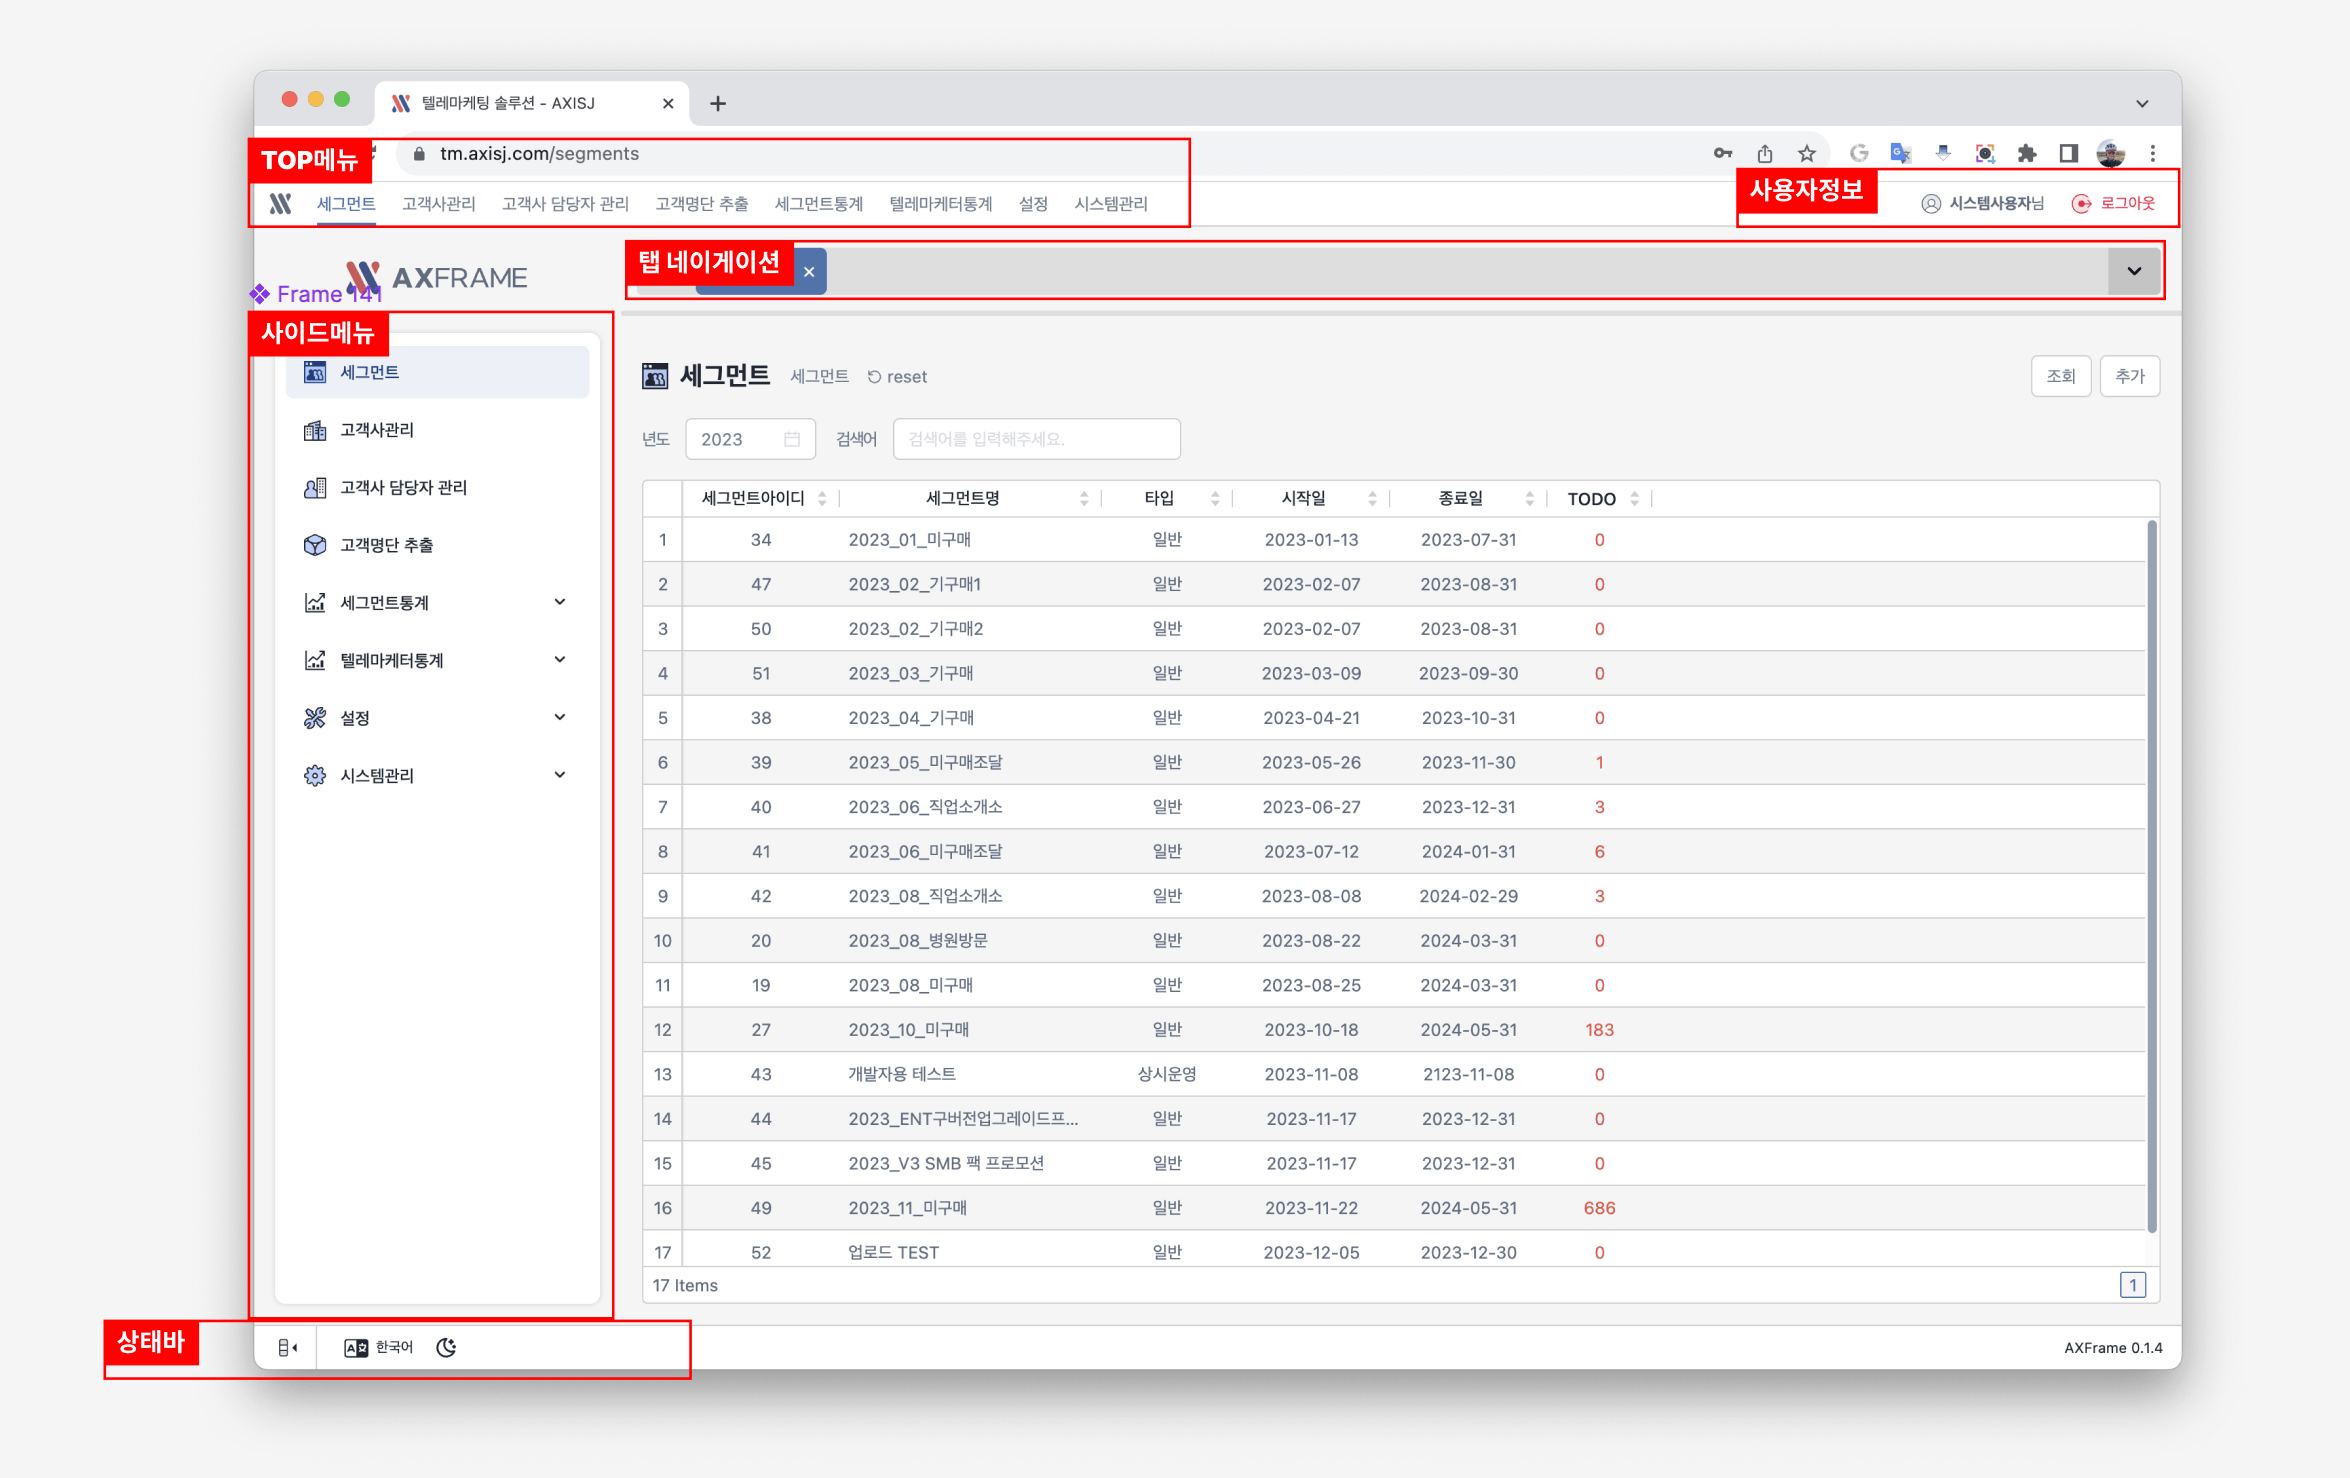 텔레마케팅 솔루션 - AXISJ
TOP메뉴
tm.axisj.com/segments
세그먼트 고객사관리 고객사 담당자 관리 고객명단 추출 세그먼트통계 텔레마케터통계 설정 시스템관리
사용자정보
시스템사용자님 로그아웃
AXFRAME
탭 네이게이션
Frame 141
사이드메뉴
세그먼트
고객사관리
고객사 담당자 관리
고객명단 추출
세그먼트통계
텔레마케터통계
설정
시스템관리
세그먼트 세그먼트 reset 조회 추가
년도 2023 검색어 검색어를 입력해주세요.
세그먼트아이디 세그먼트명 타입 시작일 종료일 TODO
1 34 2023_01_미구매 일반 2023-01-13 2023-07-31 0
2 47 2023_02_기구매1 일반 2023-02-07 2023-08-31 0
3 50 2023_02_기구매2 일반 2023-02-07 2023-08-31 0
4 51 2023_03_기구매 일반 2023-03-09 2023-09-30 0
5 38 2023_04_기구매 일반 2023-04-21 2023-10-31 0
6 39 2023_05_미구매조달 일반 2023-05-26 2023-11-30 1
7 40 2023_06_직업소개소 일반 2023-06-27 2023-12-31 3
8 41 2023_06_미구매조달 일반 2023-07-12 2024-01-31 6
9 42 2023_08_직업소개소 일반 2023-08-08 2024-02-29 3
10 20 2023_08_병원방문 일반 2023-08-22 2024-03-31 0
11 19 2023_08_미구매 일반 2023-08-25 2024-03-31 0
12 27 2023_10_미구매 일반 2023-10-18 2024-05-31 183
13 43 개발자용 테스트 상시운영 2023-11-08 2123-11-08 0
14 44 2023_ENT구버전업그레이드프... 일반 2023-11-17 2023-12-31 0
15 45 2023_V3 SMB 팩 프로모션 일반 2023-11-17 2023-12-31 0
16 49 2023_11_미구매 일반 2023-11-22 2024-05-31 686
17 52 업로드 TEST 일반 2023-12-05 2023-12-30 0
17 Items 1
상태바
한국어
AXFrame 0.1.4